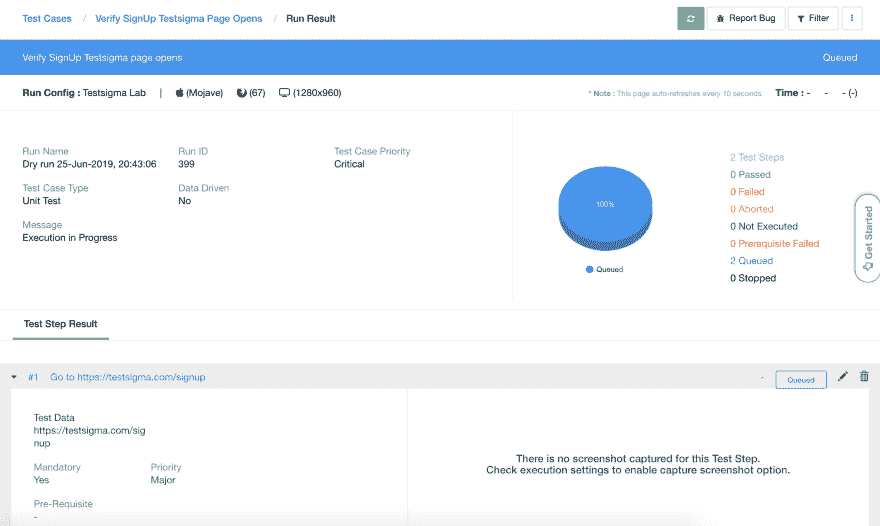 Test Cases / Verify SignUp Testsigma Page Opens / Run Result
Report Bug
Filter
Verify SignUp Testsigma page opens
Queued
Run Config : Testsigma Lab | (Mojave) (67) (1280x960)
* Note : This page auto-refreshes every 10 seconds
Time : - - - (-)
Run Name
Dry run 25-Jun-2019, 20:43:06
Run ID
399
Test Case Priority
Critical
Test Case Type
Unit Test
Data Driven
No
Message
Execution in Progress
100%
Queued
2 Test Steps
0 Passed
0 Failed
0 Aborted
0 Not Executed
0 Prerequisite Failed
2 Queued
0 Stopped
Get Started
Test Step Result
#1 Go to https://testsigma.com/signup
-
Queued
Test Data
https://testsigma.com/sig
nup
Mandatory
Yes
Priority
Major
Pre-Requisite
-
There is no screenshot captured for this Test Step.
Check execution settings to enable capture screenshot option.